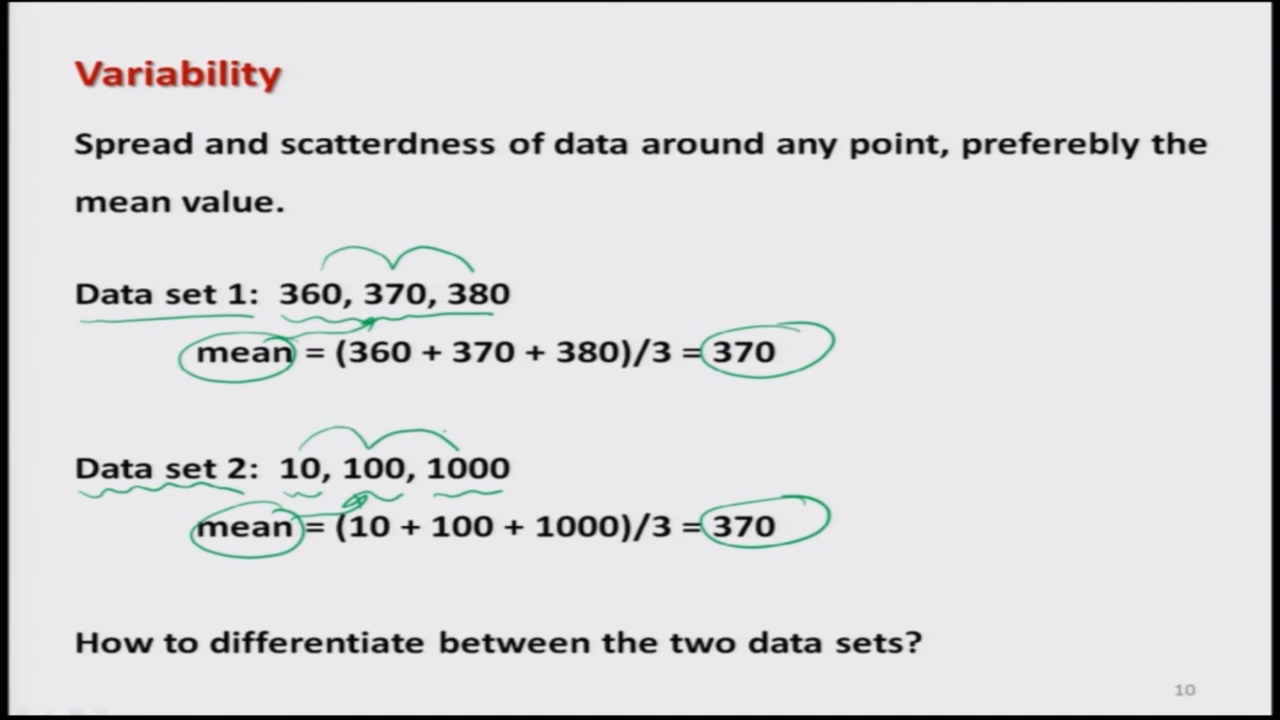 Variability
Spread and scatterdness of data around any point, preferebly the
mean value.
Data set 1: 360, 370, 380
mean = (360 + 370 + 380)/3 = 370
Data set 2: 10, 100, 1000
mean = (10 + 100 + 1000)/3 = 370
How to differentiate between the two data sets?
10